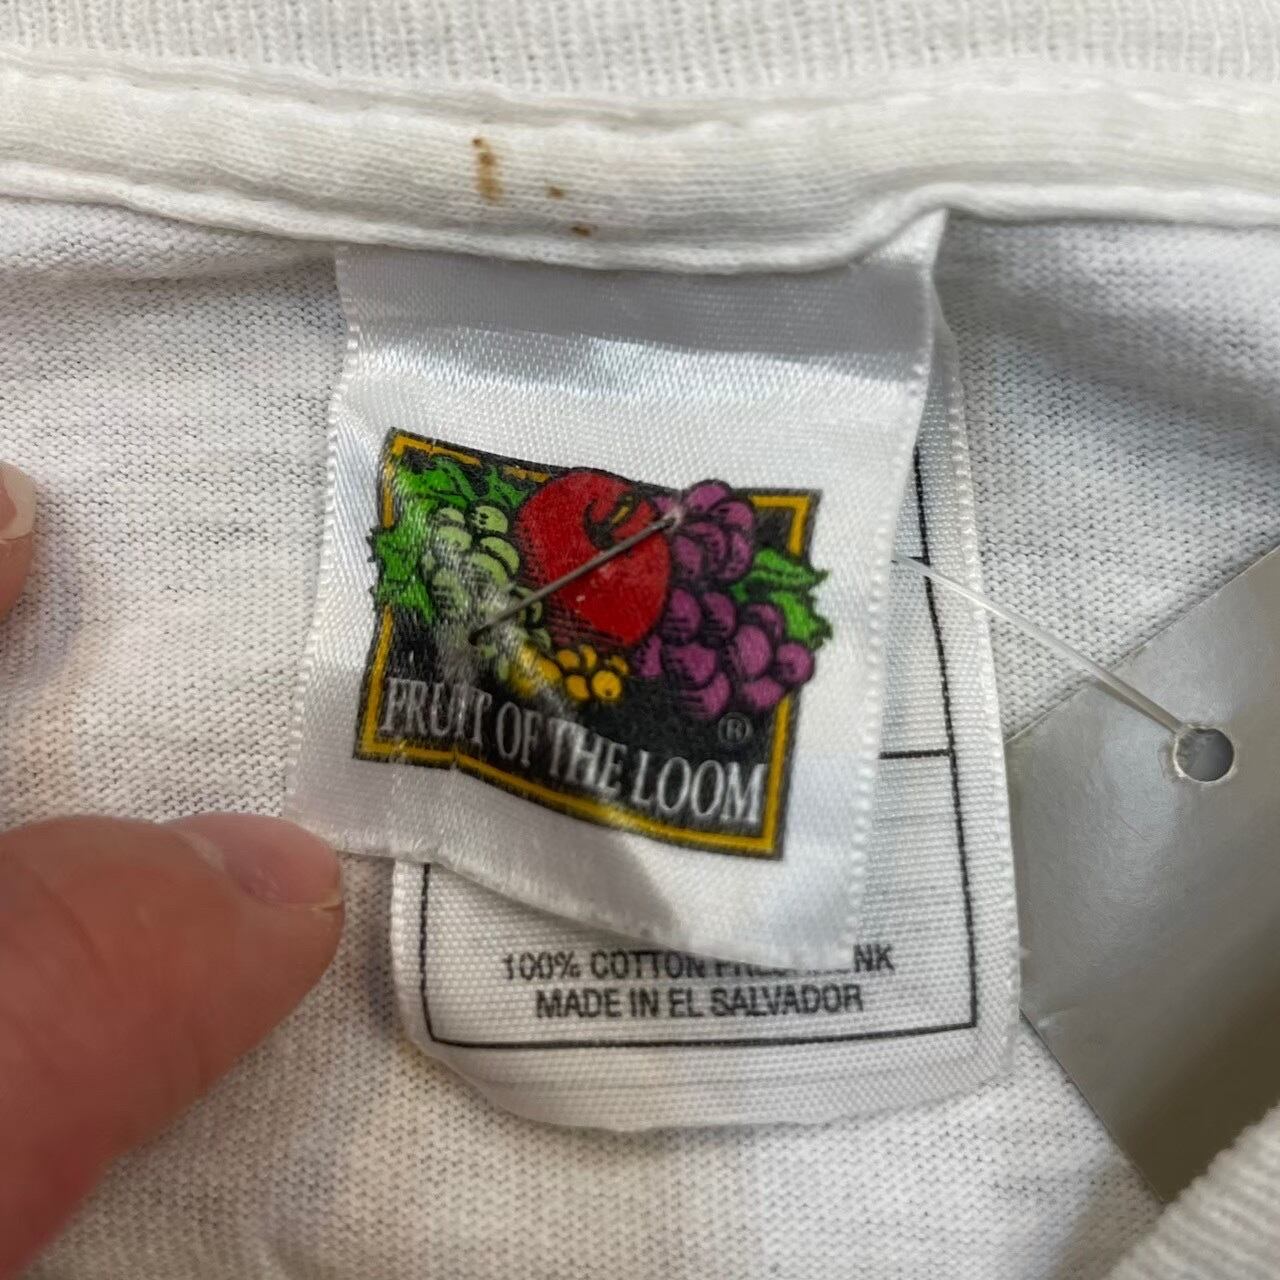 FRUIT OF THE LOOM
®
100% COTTON
MADE IN EL SALVADOR